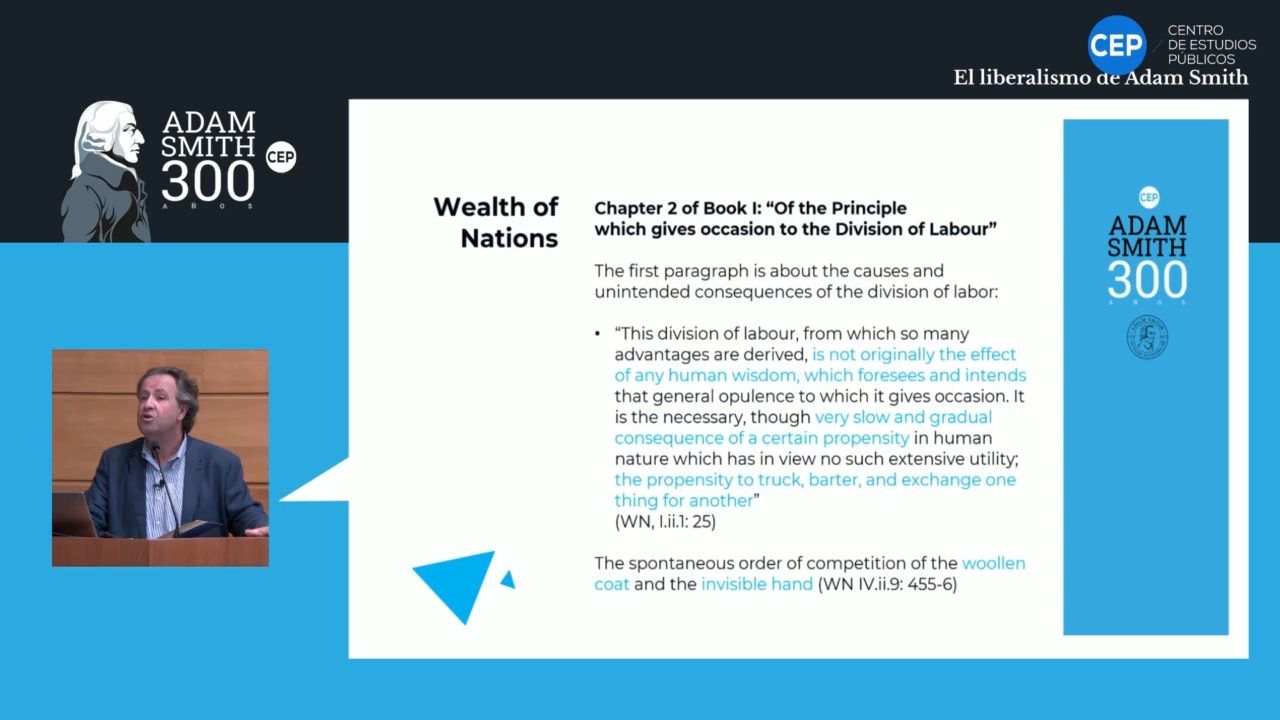 CEP
CENTRO
DE ESTUDIOS
PÚBLICOS
El liberalismo de Adam Smith
ADAM
SMITH
300
AÑOS
CEP
Wealth of
Nations
Chapter 2 of Book I: “Of the Principle
which gives occasion to the Division of Labour”
The first paragraph is about the causes and
unintended consequences of the division of labor:
• “This division of labour, from which so many
advantages are derived, is not originally the effect
of any human wisdom, which foresees and intends
that general opulence to which it gives occasion. It
is the necessary, though very slow and gradual
consequence of a certain propensity in human
nature which has in view no such extensive utility;
the propensity to truck, barter, and exchange one
thing for another”
(WN, I.ii.1: 25)
The spontaneous order of competition of the woollen
coat and the invisible hand (WN IV.ii.9: 455-6)
CEP
ADAM
SMITH
300
AÑOS